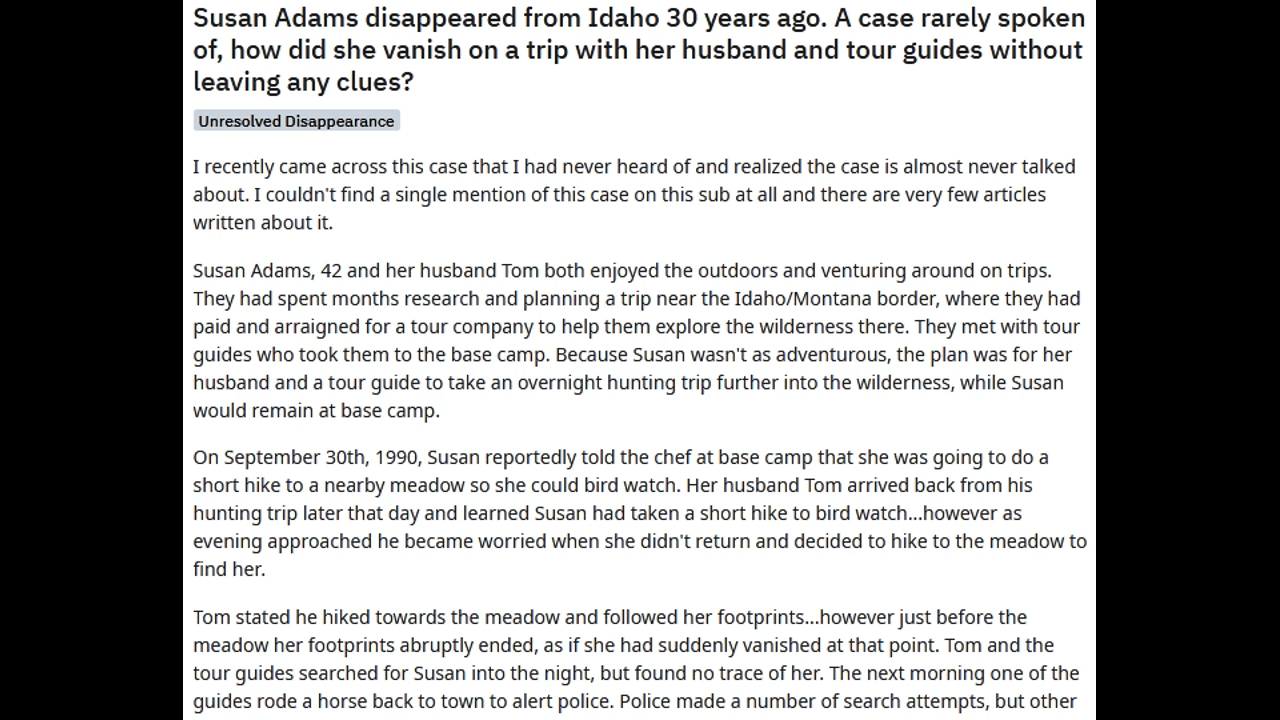 Susan Adams disappeared from Idaho 30 years ago. A case rarely spoken
of, how did she vanish on a trip with her husband and tour guides without
leaving any clues?
Unresolved Disappearance
I recently came across this case that I had never heard of and realized the case is almost never talked
about. I couldn't find a single mention of this case on this sub at all and there are very few articles
written about it.
Susan Adams, 42 and her husband Tom both enjoyed the outdoors and venturing around on trips.
They had spent months research and planning a trip near the Idaho/Montana border, where they had
paid and arraigned for a tour company to help them explore the wilderness there. They met with tour
guides who took them to the base camp. Because Susan wasn't as adventurous, the plan was for her
husband and a tour guide to take an overnight hunting trip further into the wilderness, while Susan
would remain at base camp.
On September 30th, 1990, Susan reportedly told the chef at base camp that she was going to do a
short hike to a nearby meadow so she could bird watch. Her husband Tom arrived back from his
hunting trip later that day and learned Susan had taken a short hike to bird watch...however as
evening approached he became worried when she didn't return and decided to hike to the meadow to
find her.
Tom stated he hiked towards the meadow and followed her footprints...however just before the
meadow her footprints abruptly ended, as if she had suddenly vanished at that point. Tom and the
tour guides searched for Susan into the night, but found no trace of her. The next morning one of the
guides rode a horse back to town to alert police. Police made a number of search attempts, but other